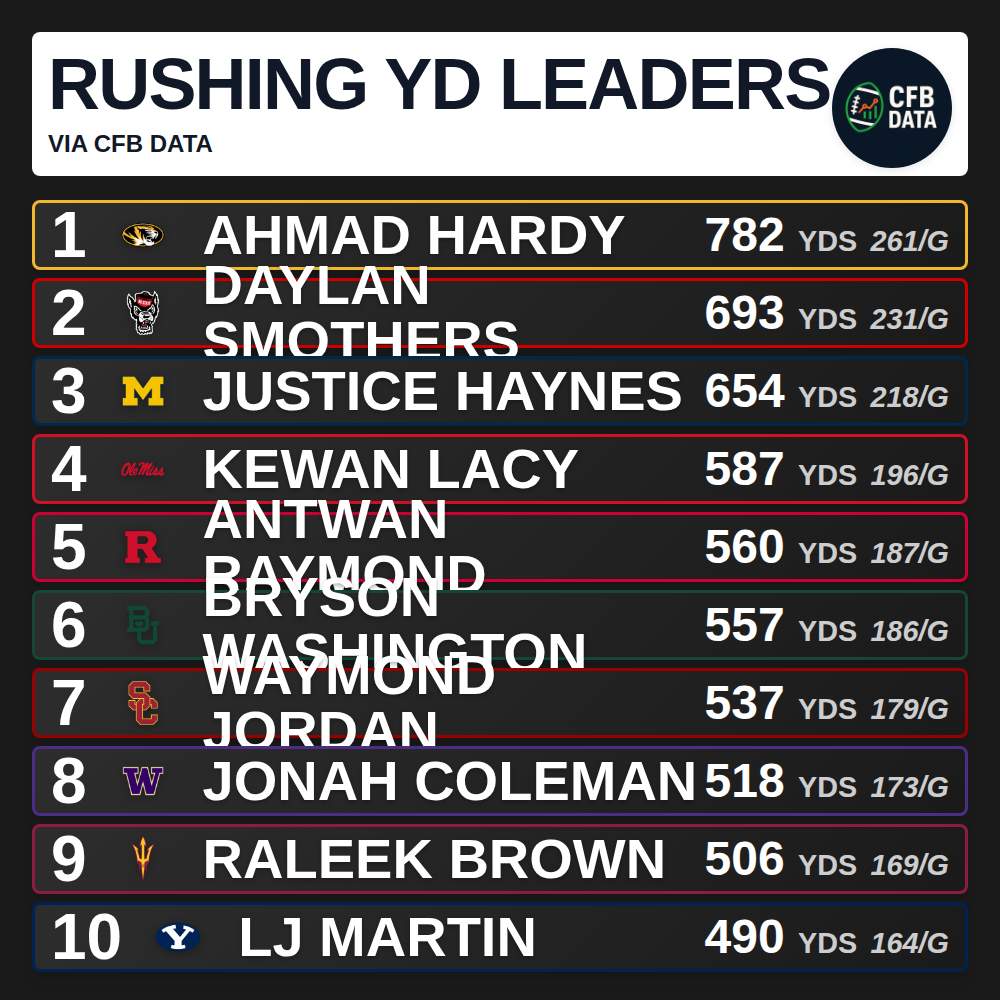 RUSHING YD LEADERS
VIA CFB DATA
CFB
DATA
1 AHMAD HARDY 782 YDS 261/G
2 DAYLAN SMOTHERS 693 YDS 231/G
3 M JUSTICE HAYNES 654 YDS 218/G
4 Ole Miss KEWAN LACY 587 YDS 196/G
5 R ANTWAN RAYMOND 560 YDS 187/G
6 BU BRYSON WASHINGTON 557 YDS 186/G
7 SC WAYMOND JORDAN 537 YDS 179/G
8 W JONAH COLEMAN 518 YDS 173/G
9 RALEEK BROWN 506 YDS 169/G
10 Y LJ MARTIN 490 YDS 164/G